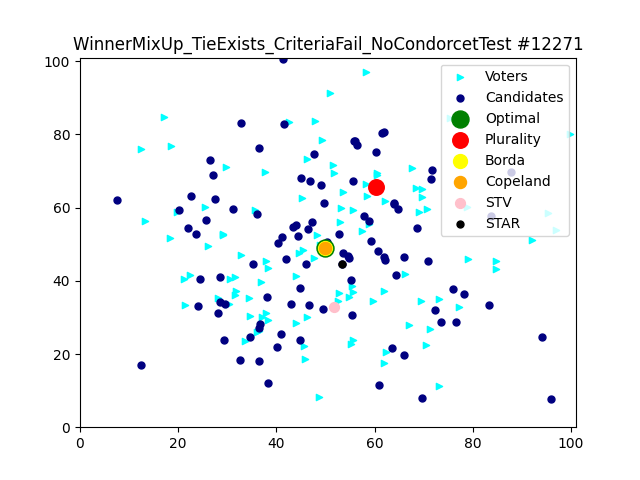 WinnerMixUp_TieExists_CriteriaFail_NoCondorcetTest #12271
100
80
60
40
20
0
0 20 40 60 80 100
Voters
Candidates
Optimal
Plurality
Borda
Copeland
STV
STAR